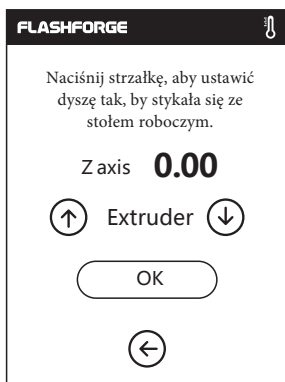 FLASHFORGE
Naciśnij strzałkę, aby ustawić
dyszę tak, by stykała się ze
stołem roboczym.
Z axis 0.00
Extruder
OK